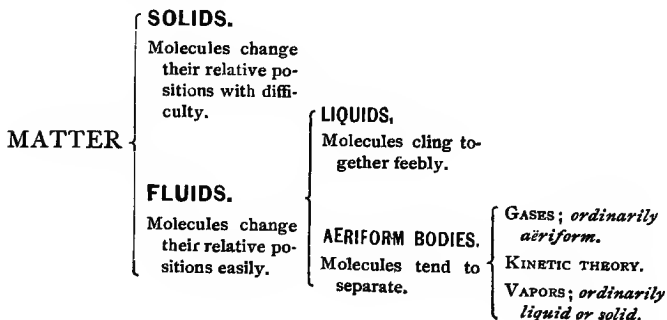 SOLIDS.
Molecules change
their relative po-
sitions with diffi-
culty.
MATTER
FLUIDS.
Molecules change
their relative po-
sitions easily.
LIQUIDS.
Molecules cling to-
gether feebly.
AËRIFORM BODIES.
Molecules tend to
separate.
GASES; ordinarily
aëriform.
KINETIC THEORY.
VAPORS; ordinarily
liquid or solid.